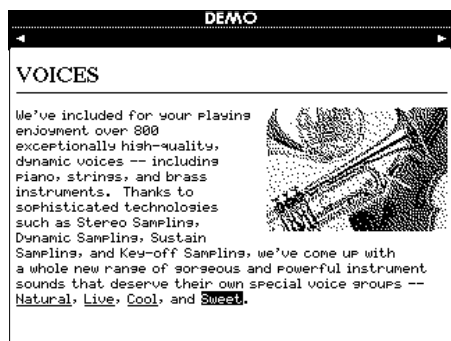 DEMO
VOICES
We've included for your playing
enjoyment over 800
exceptionally high-quality,
dynamic voices -- including
piano, strings, and brass
instruments. Thanks to
sophisticated technologies
such as Stereo Sampling,
Dynamic Sampling, Sustain
Sampling, and Key-off Sampling, we've come up with
a whole new range of gorgeous and powerful instrument
sounds that deserve their own special voice groups --
Natural, Live, Cool, and Sweet.